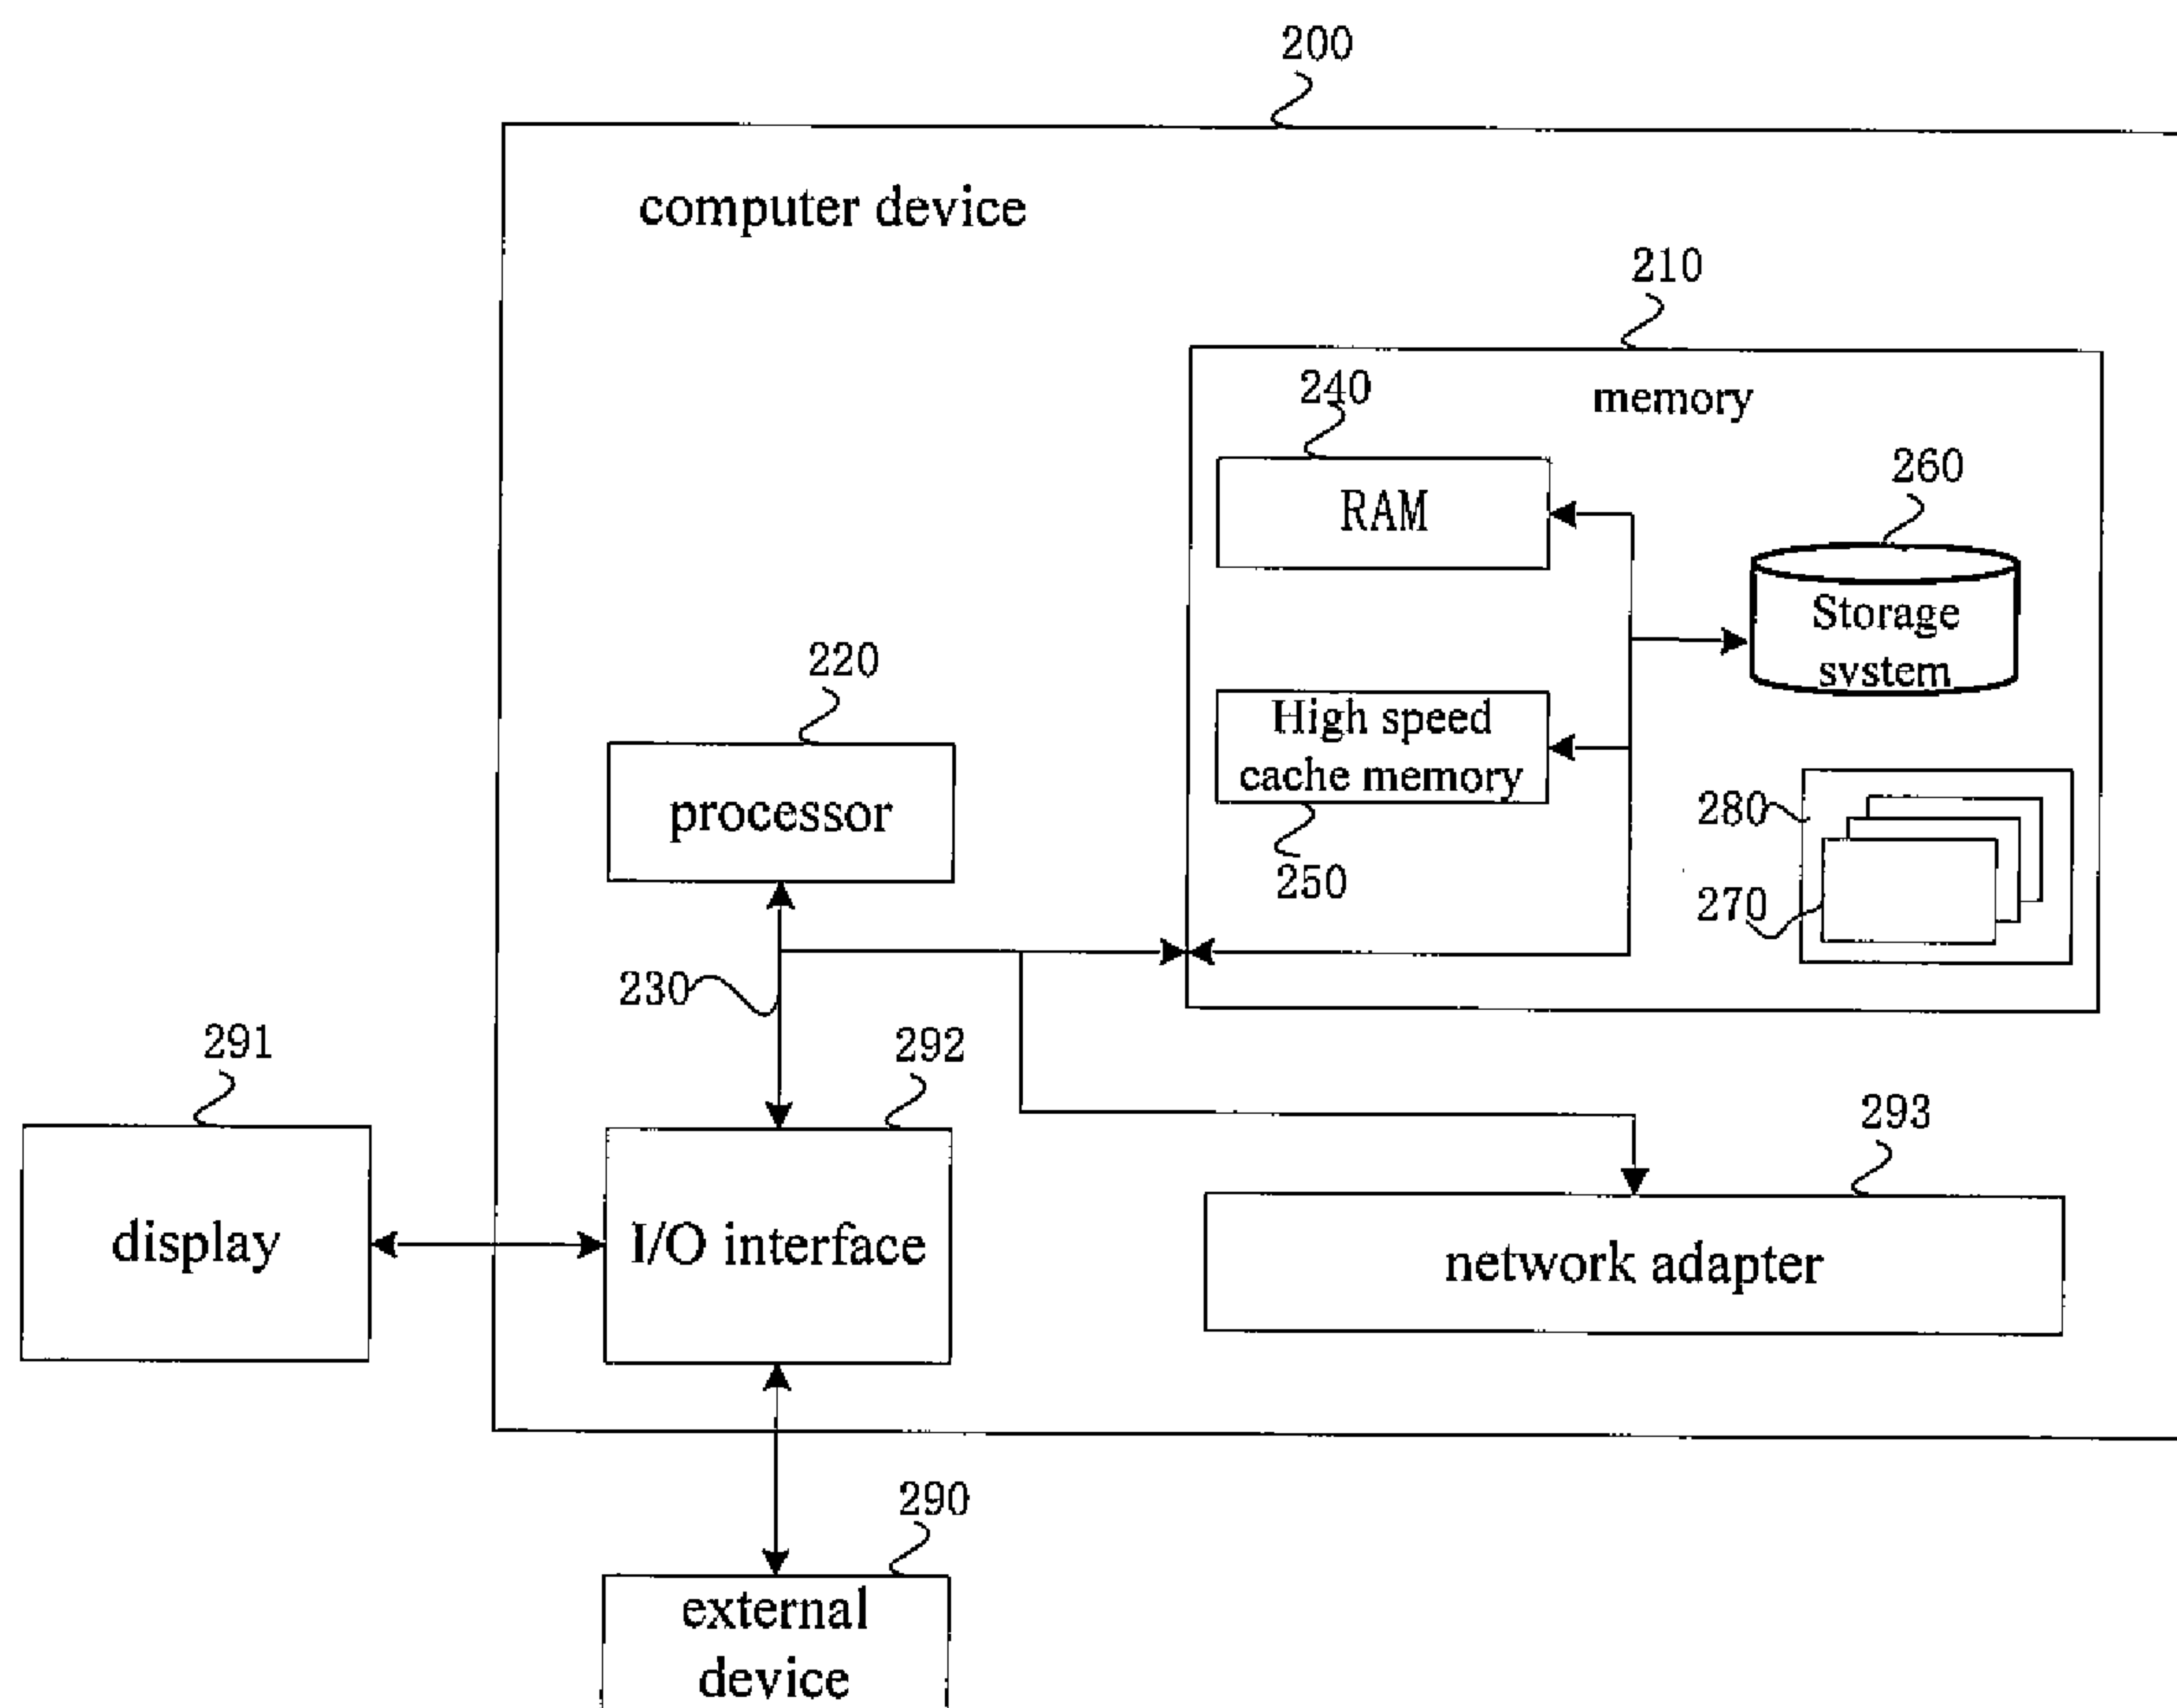 200
computer device
210
memory
240
RAM
260
Storage
system
220
processor
High speed
cache memory
250
280
270
230
291
display
292
I/O interface
293
network adapter
290
external
device